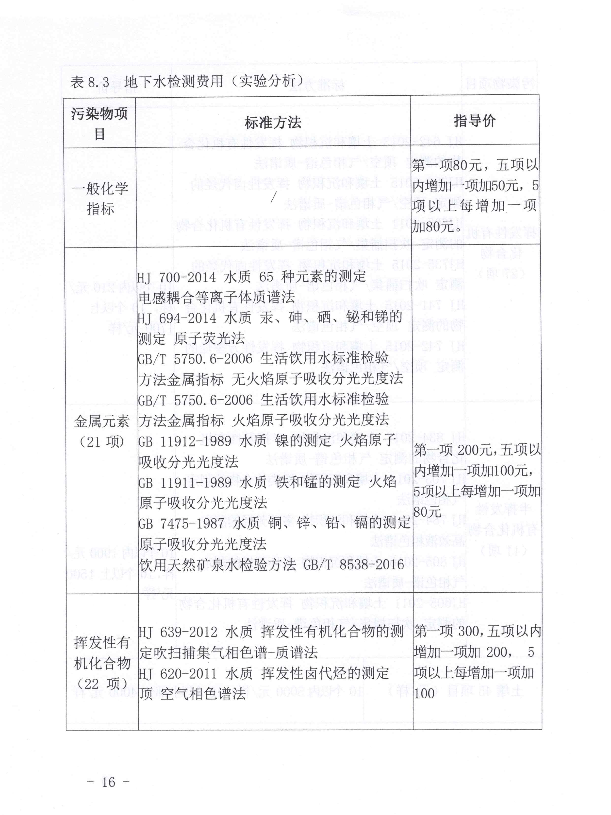 表8.3 地下水检测费用（实验分析）
污染物项
目
标准方法
指导价
一般化学
指标
/
第一项80元，五项以
内增加一项加50元，5
项以上每增加一项
加80元。
金属元素
（21 项）
HJ 700-2014 水质 65 种元素的测定
电感耦合等离子体质谱法
HJ 694-2014 水质 汞、砷、硒、铋和锑的
测定 原子荧光法
GB/T 5750.6-2006 生活饮用水标准检验
方法金属指标 无火焰原子吸收分光光度法
GB/T 5750.6-2006 生活饮用水标准检验
方法金属指标 火焰原子吸收分光光度法
GB 11912-1989 水质 镍的测定 火焰原子
吸收分光光度法
GB 11911-1989 水质 铁和锰的测定 火焰
原子吸收分光光度法
GB 7475-1987 水质 铜、锌、铅、镉的测定
原子吸收分光光度法
饮用天然矿泉水检验方法 GB/T 8538-2016
第一项 200元，五项以
内增加一项加100元，
5项以上每增加一项加
80元
挥发性有
机化合物
（22 项）
HJ 639-2012 水质 挥发性有机化合物的测
定吹扫捕集气相色谱-质谱法
HJ 620-2011 水质 挥发性卤代烃的测定
项 空气相色谱法
第一项 300，五项以内
增加一项加 200， 5
项以上每增加一项加
100
- 16 -